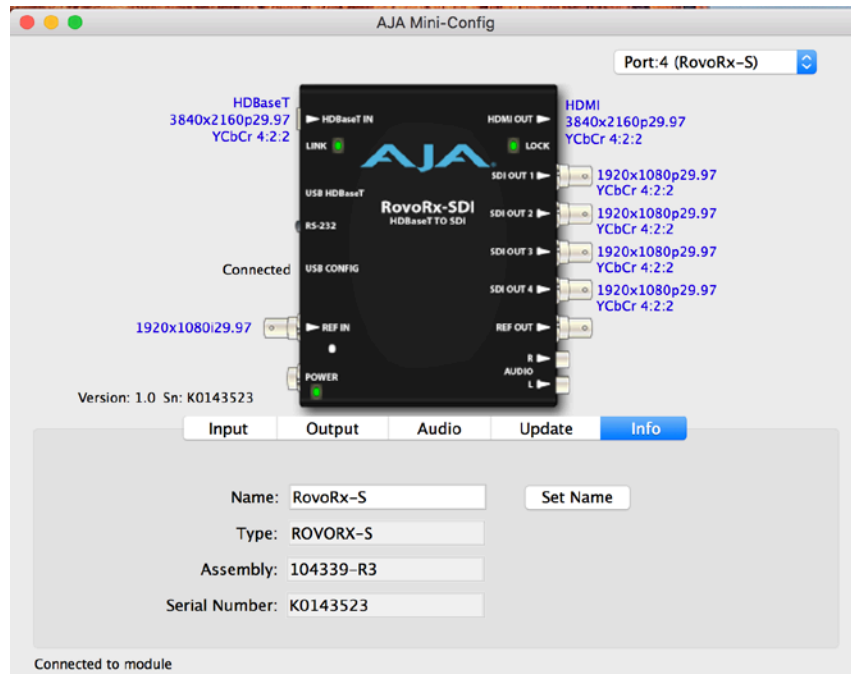 AJA Mini-Config
Port:4 (RovoRx-S)
HDBaseT
3840x2160p29.97
YCbCr 4:2:2
HDBaseT IN
LINK
AJA
USB HDBaseT
RovoRx-SDI
HDBaseT TO SDI
RS-232
Connected
USB CONFIG
1920x1080i29.97
REF IN
POWER
Version: 1.0 Sn: K0143523
HDMI OUT
LOCK
HDMI
3840x2160p29.97
YCbCr 4:2:2
SDI OUT 1
1920x1080p29.97
YCbCr 4:2:2
SDI OUT 2
1920x1080p29.97
YCbCr 4:2:2
SDI OUT 3
1920x1080p29.97
YCbCr 4:2:2
SDI OUT 4
1920x1080p29.97
YCbCr 4:2:2
REF OUT
R
AUDIO
L
Input Output Audio Update Info
Name: RovoRx-S Set Name
Type: ROVORX-S
Assembly: 104339-R3
Serial Number: K0143523
Connected to module